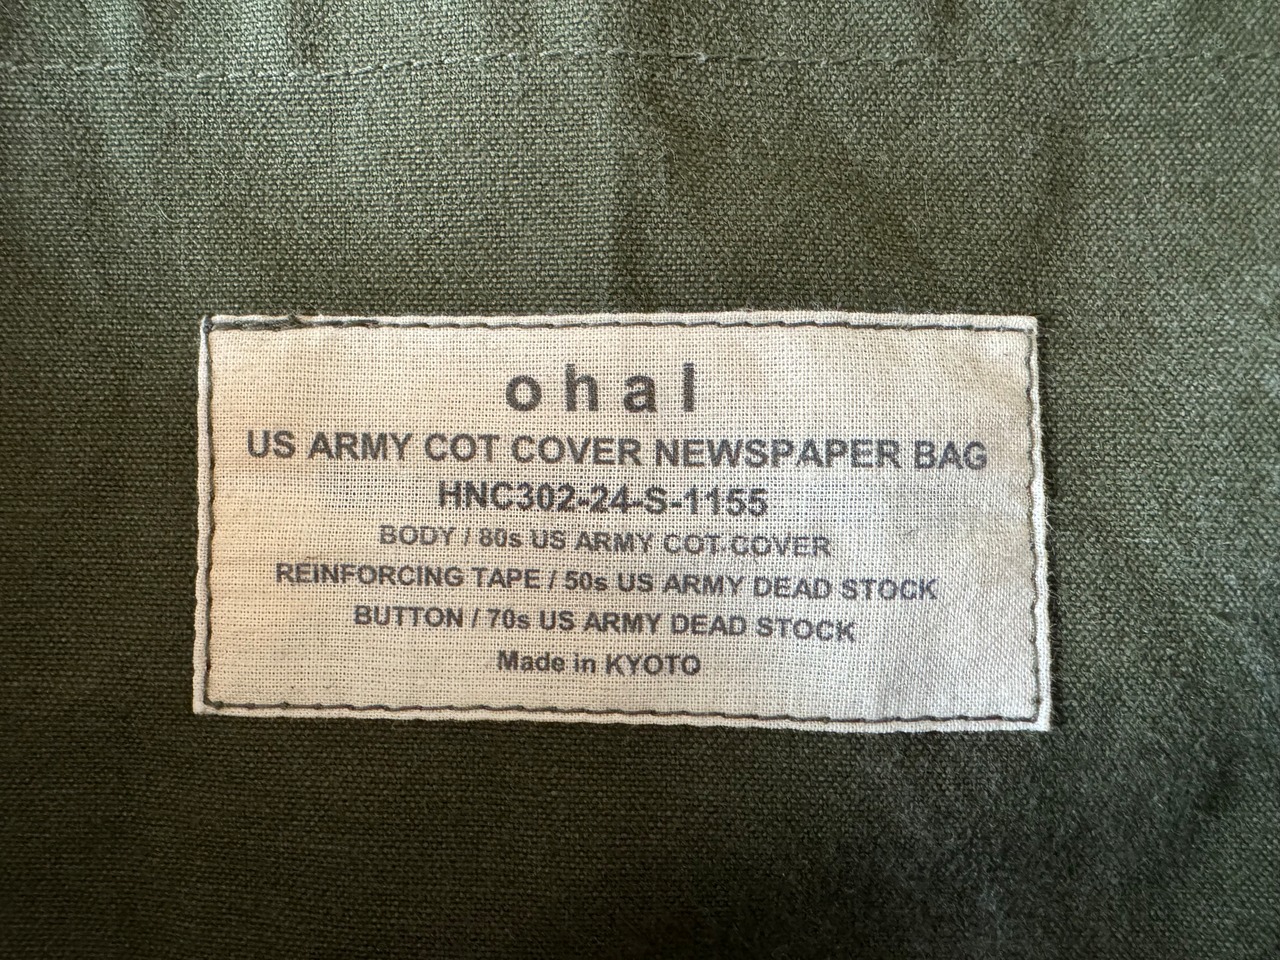 ohal
US ARMY COT COVER NEWSPAPER BAG
HNC302-24-S-1155
BODY / 80s US ARMY COT COVER
REINFORCING TAPE / 50s US ARMY DEAD STOCK
BUTTON / 70s US ARMY DEAD STOCK
Made in KYOTO